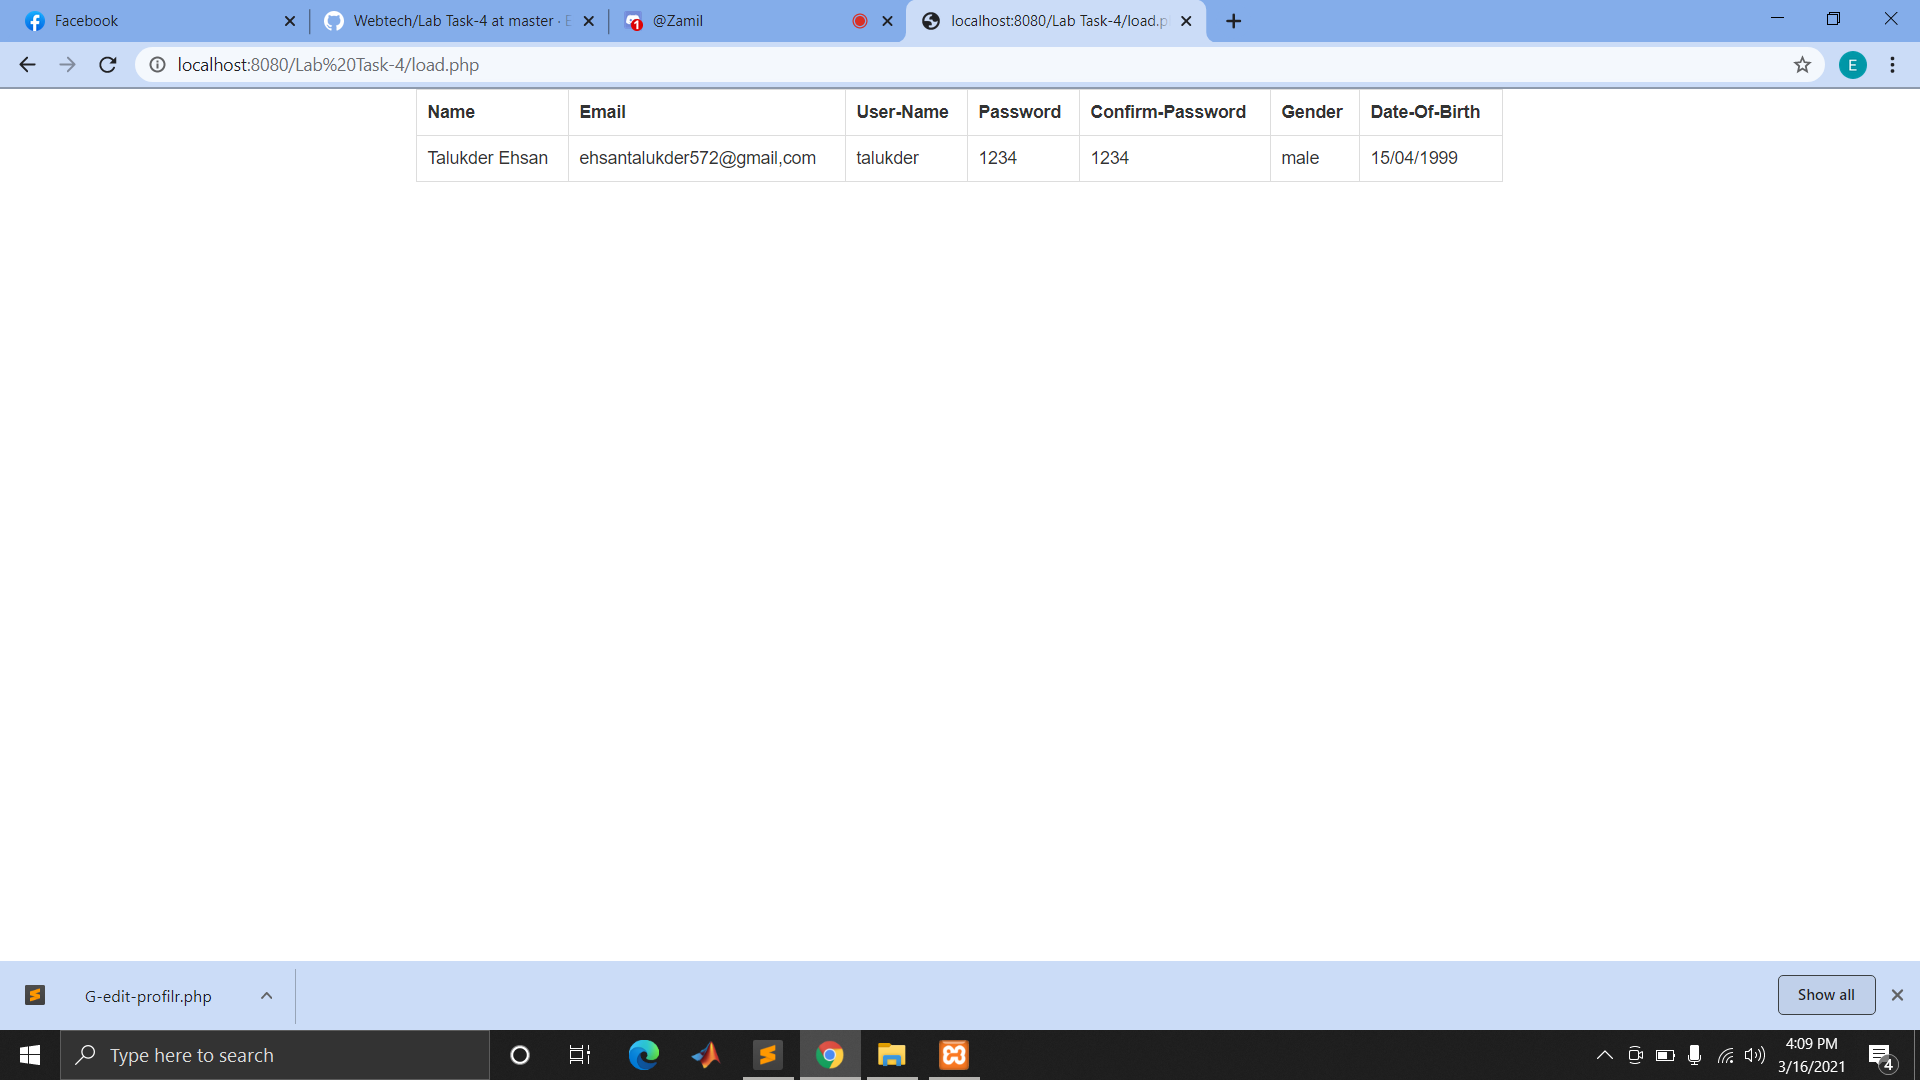 Facebook
Webtech/Lab Task-4 at master ·
1
@Zamil
localhost:8080/Lab Task-4/load.p
localhost:8080/Lab%20Task-4/load.php
E
Name Email User-Name Password Confirm-Password Gender Date-Of-Birth
Talukder Ehsan ehsantalukder572@gmail,com talukder 1234 1234 male 15/04/1999
G-edit-profilr.php
Show all
Type here to search
4:09 PM
3/16/2021
4